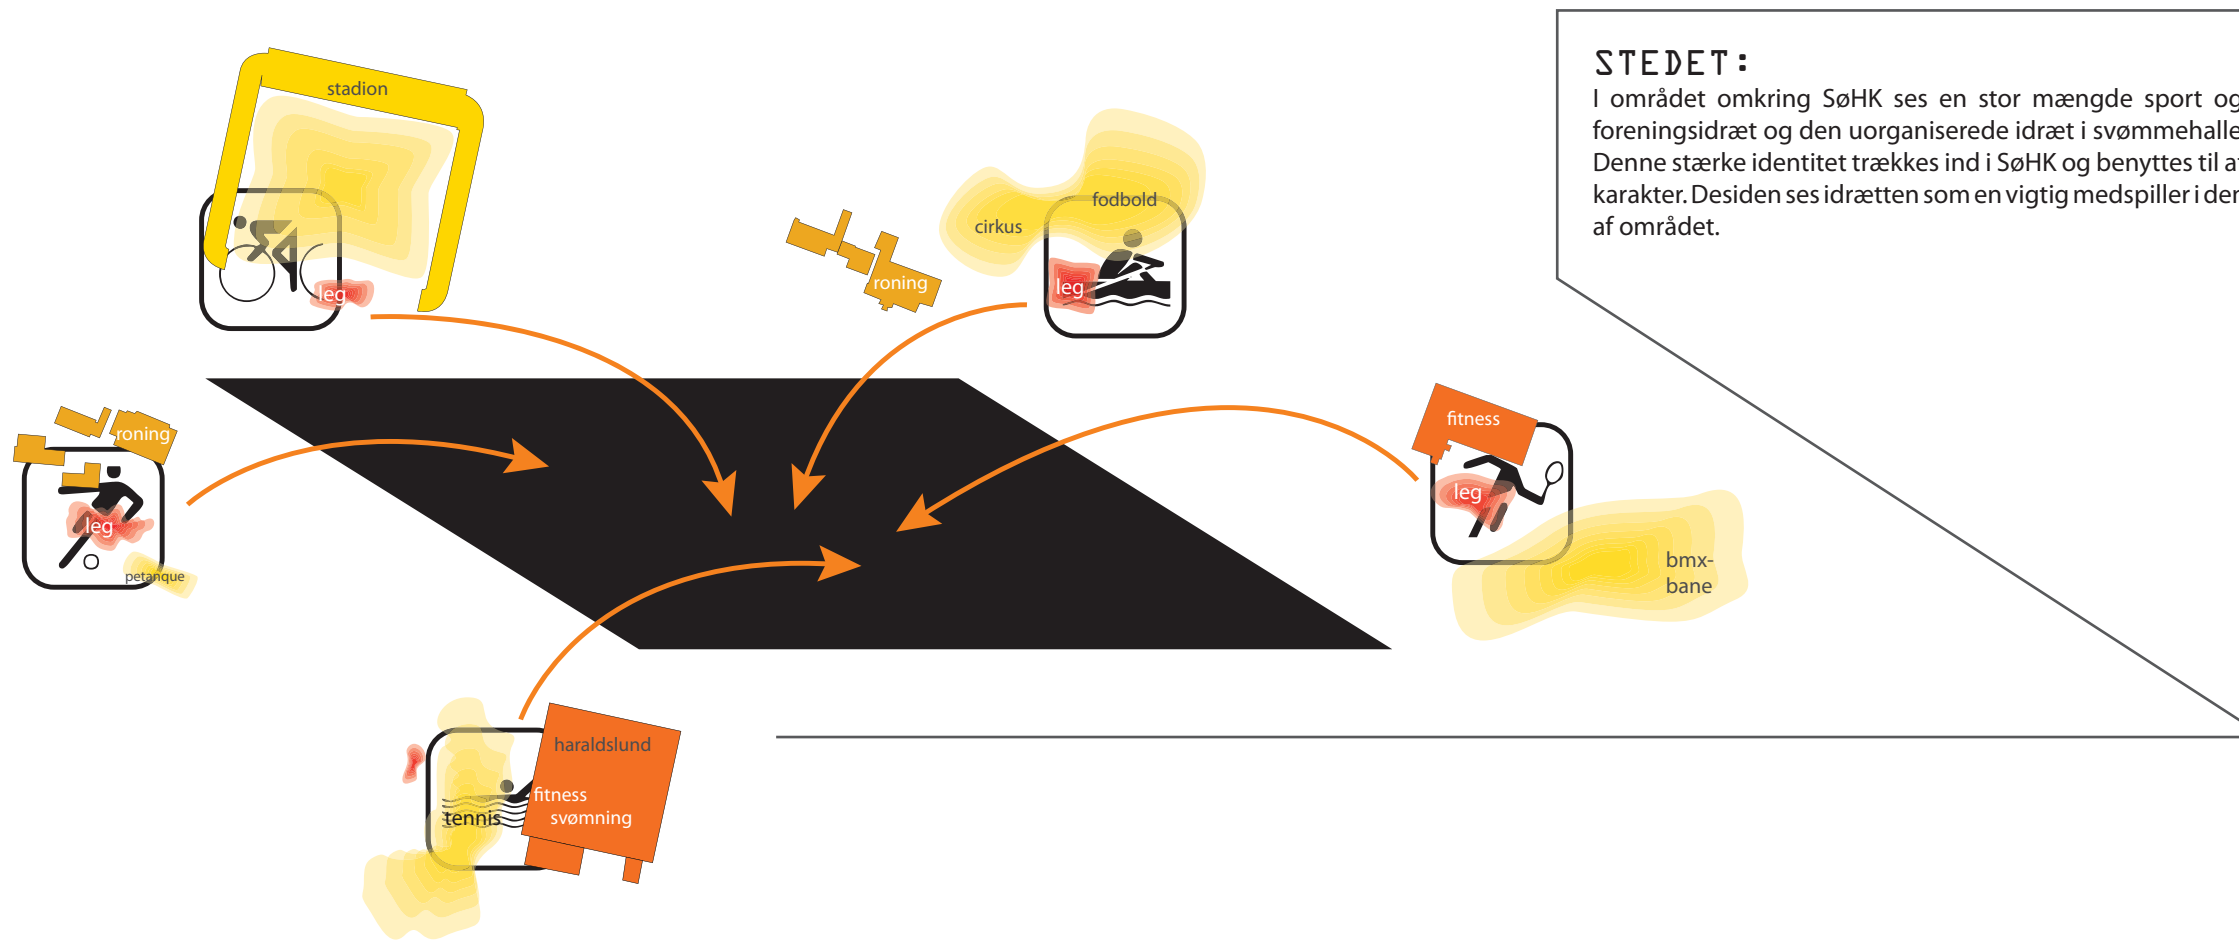 STEDET:
I området omkring SøHK ses en stor mængde sport og
foreningsidræt og den uorganiserede idræt i svømmehalle
Denne stærke identitet trækkes ind i SøHK og benyttes til at
karakter. Desiden ses idrætten som en vigtig medspiller i den
af området.
stadion
leg
cirkus
fodbold
roning
leg
roning
leg
petanque
fitness
leg
bmx-
bane
haraldslund
fitness
svømning
tennis